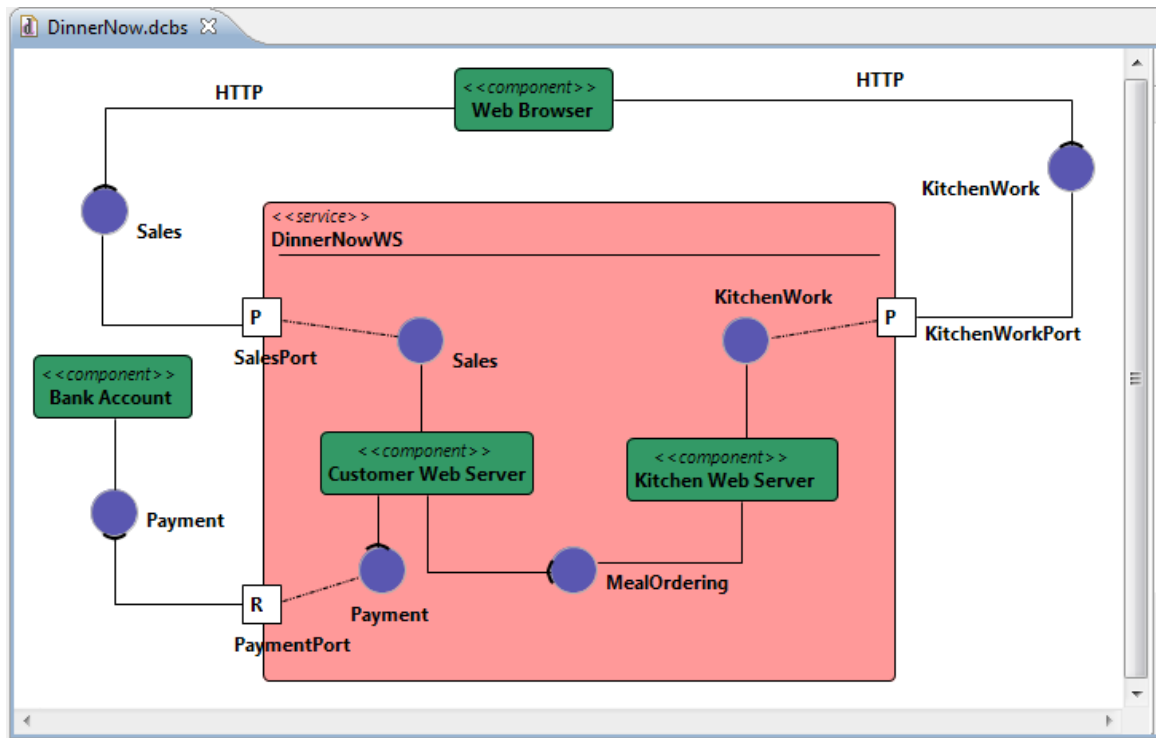 DinnerNow.dcbs
HTTP
<<component>>
Web Browser
HTTP
KitchenWork
Sales
<<service>>
DinnerNowWS
KitchenWork
P
SalesPort
Sales
P
KitchenWorkPort
<<component>>
Bank Account
<<component>>
Customer Web Server
<<component>>
Kitchen Web Server
Payment
MealOrdering
R
Payment
PaymentPort